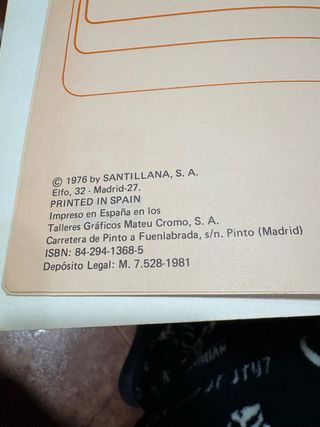 © 1976 by SANTILLANA, S. A.
Elfo, 32 - Madrid-27.
PRINTED IN SPAIN
Impreso en España en los
Talleres Gráficos Mateu Cromo, S. A.
Carretera de Pinto a Fuenlabrada, s/n. Pinto (Madrid)
ISBN: 84-294-1368-5
Depósito Legal: M. 7.528-1981